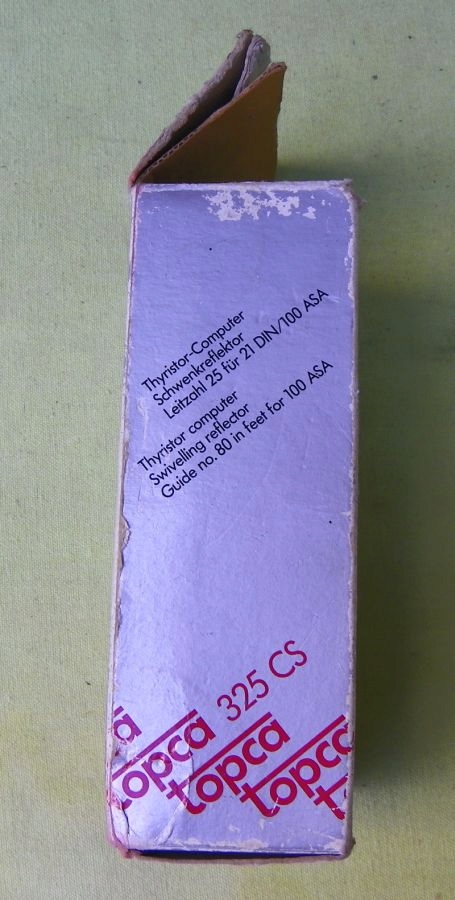 Thyristor-Computer
Schwenkreflektor
Leitzahl 25 für 21 DIN/100 ASA
Thyristor computer
Swivelling reflector
Guide no. 80 in feet for 100 ASA
325 CS
topca
topca
topca